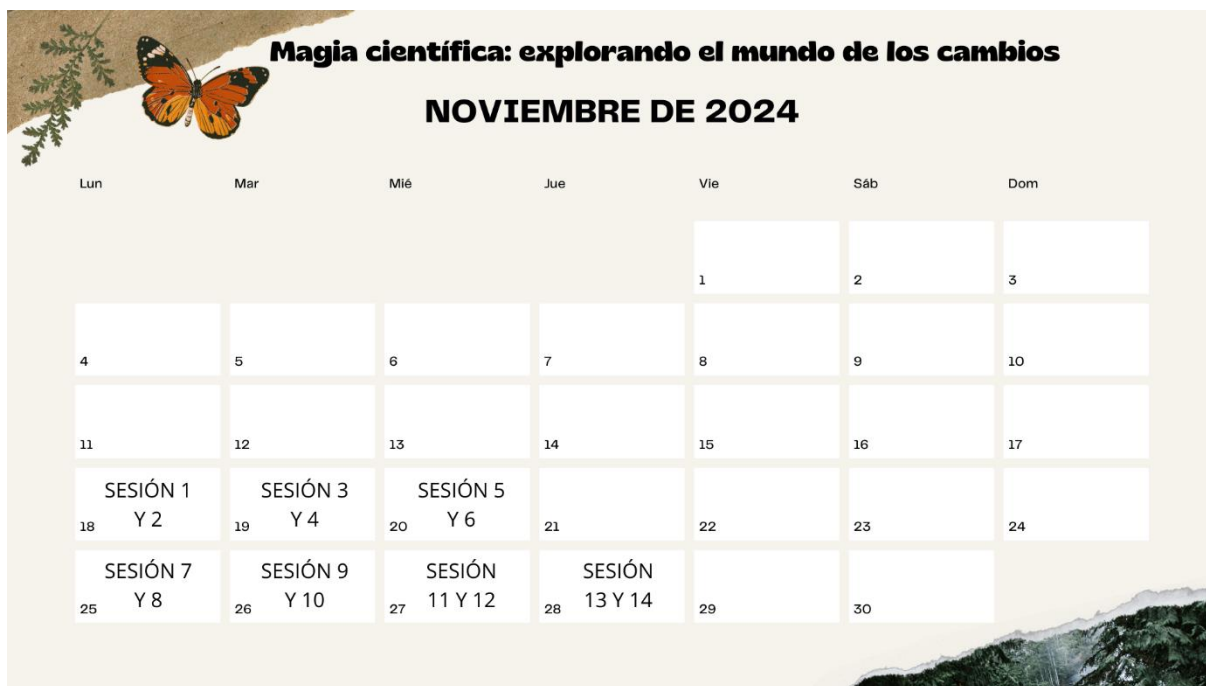 Magia científica: explorando el mundo de los cambios
NOVIEMBRE DE 2024
Lun Mar Mié Jue Vie Sáb Dom
1 2 3
4 5 6 7 8 9 10
11 12 13 14 15 16 17
SESIÓN 1 SESIÓN 3 SESIÓN 5
Y 2 Y 4 Y 6
18 19 20 21 22 23 24
SESIÓN 7 SESIÓN 9 SESIÓN SESIÓN
Y 8 Y 10 11 Y 12 13 Y 14
25 26 27 28 29 30